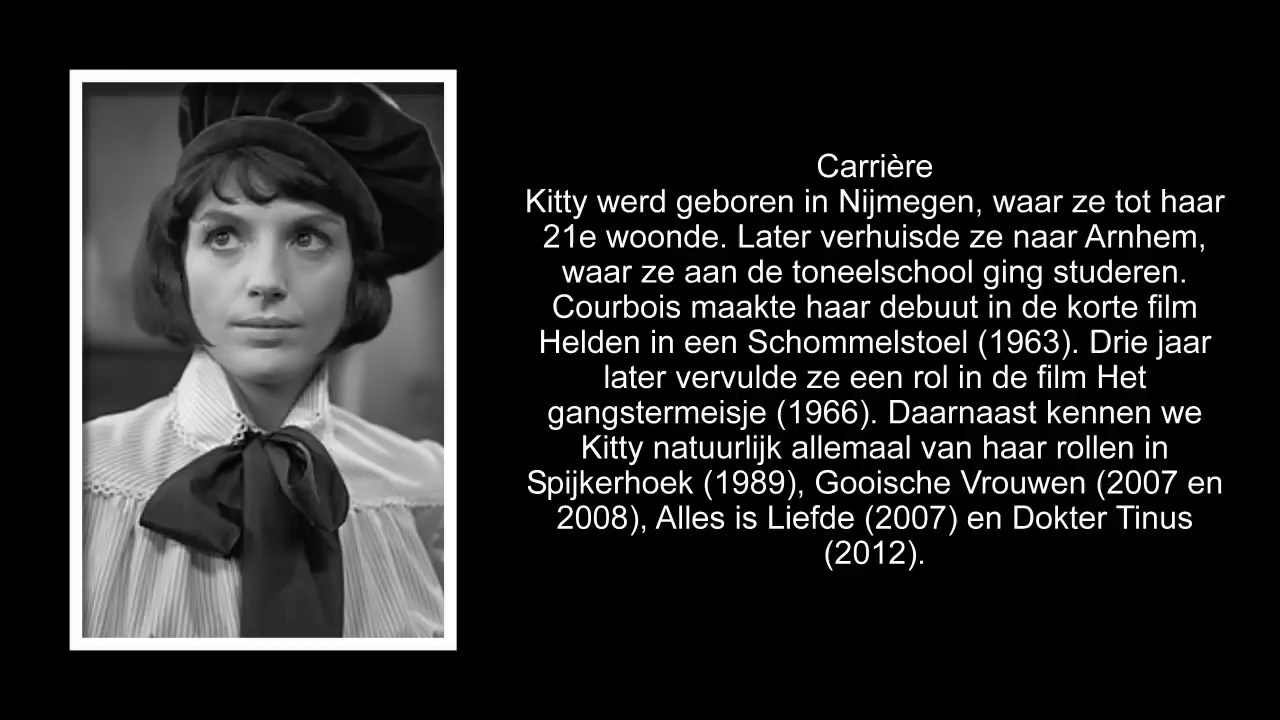 Carrière
Kitty werd geboren in Nijmegen, waar ze tot haar
21e woonde. Later verhuisde ze naar Arnhem,
waar ze aan de toneelschool ging studeren.
Courbois maakte haar debuut in de korte film
Helden in een Schommelstoel (1963). Drie jaar
later vervulde ze een rol in de film Het
gangstermeisje (1966). Daarnaast kennen we
Kitty natuurlijk allemaal van haar rollen in
Spijkerhoek (1989), Gooische Vrouwen (2007 en
2008), Alles is Liefde (2007) en Dokter Tinus
(2012).